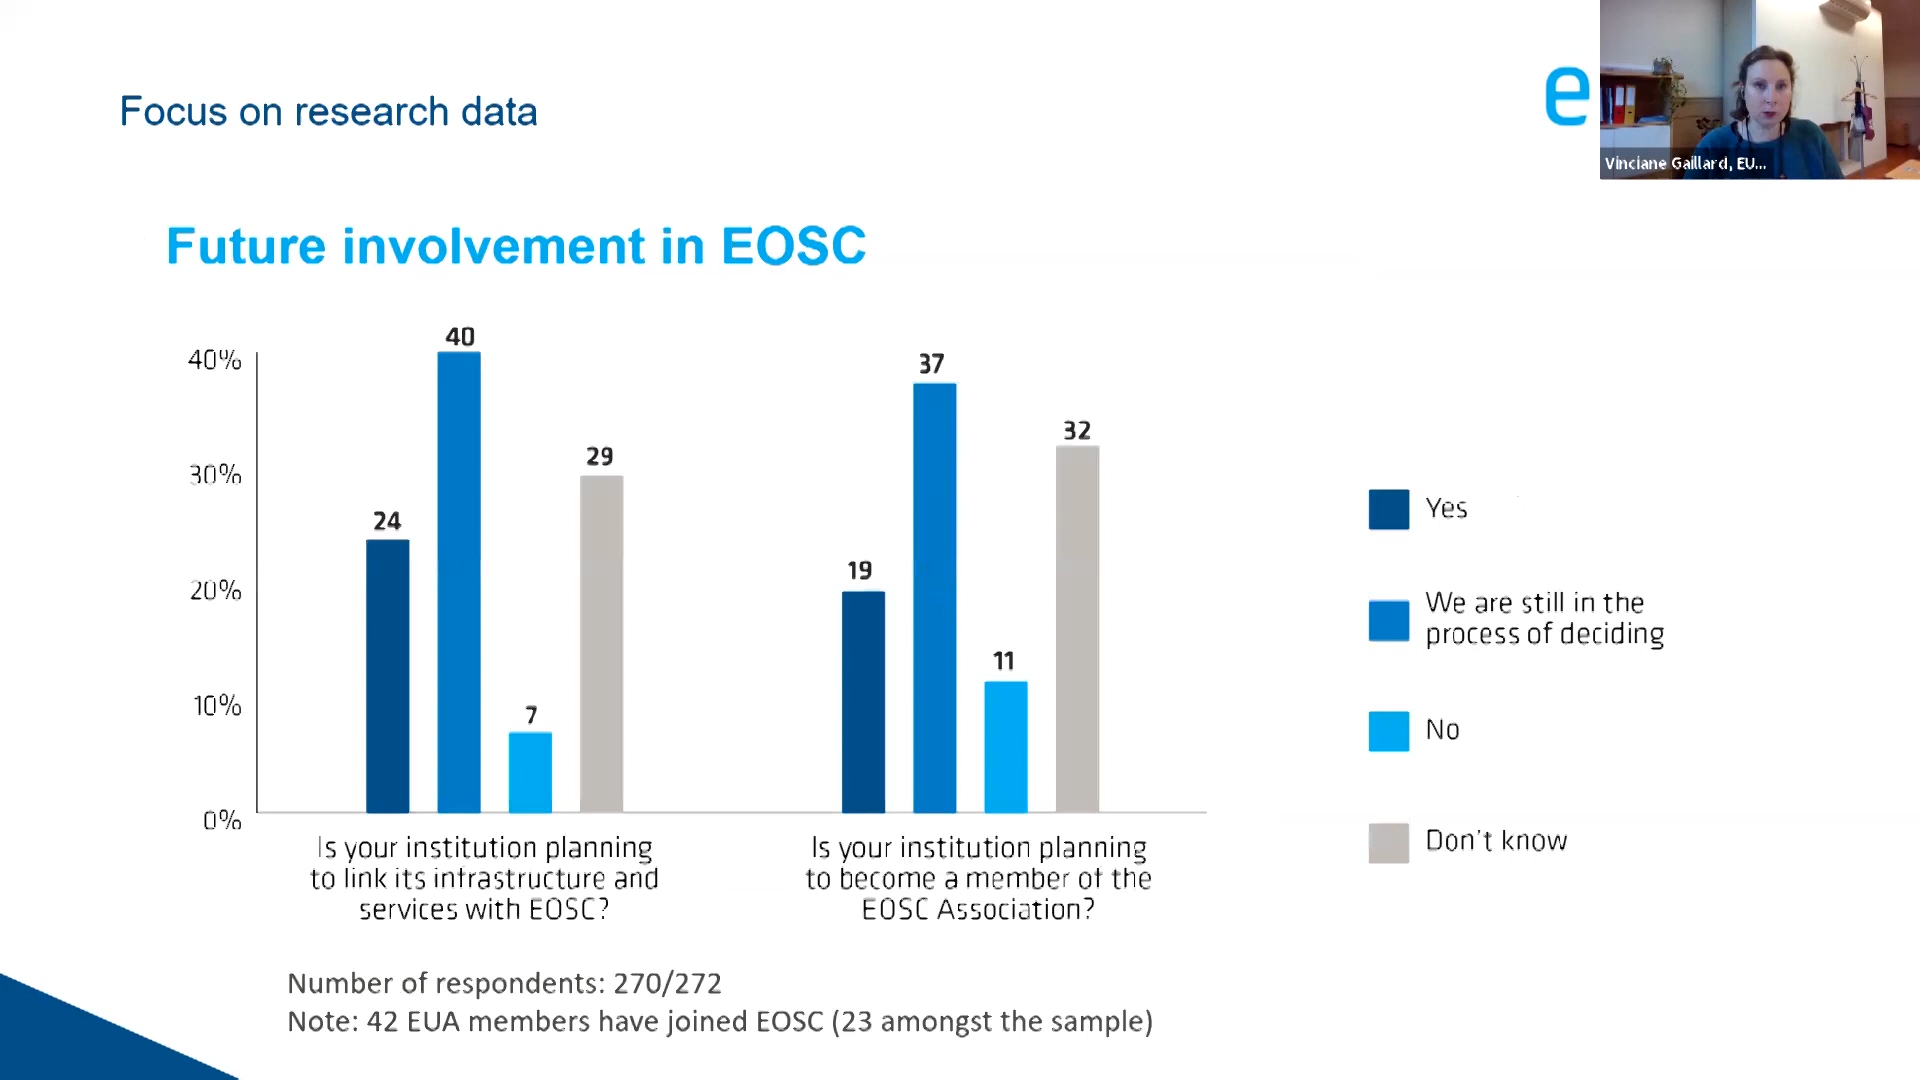 Focus on research data
e
Vinciane Gaillard, EU...
Future involvement in EOSC
40%
30%
20%
10%
0%
24
40
7
29
19
37
11
32
Is your institution planning
to link its infrastructure and
services with EOSC?
Is your institution planning
to become a member of the
EOSC Association?
Yes
We are still in the
process of deciding
No
Don't know
Number of respondents: 270/272
Note: 42 EUA members have joined EOSC (23 amongst the sample)